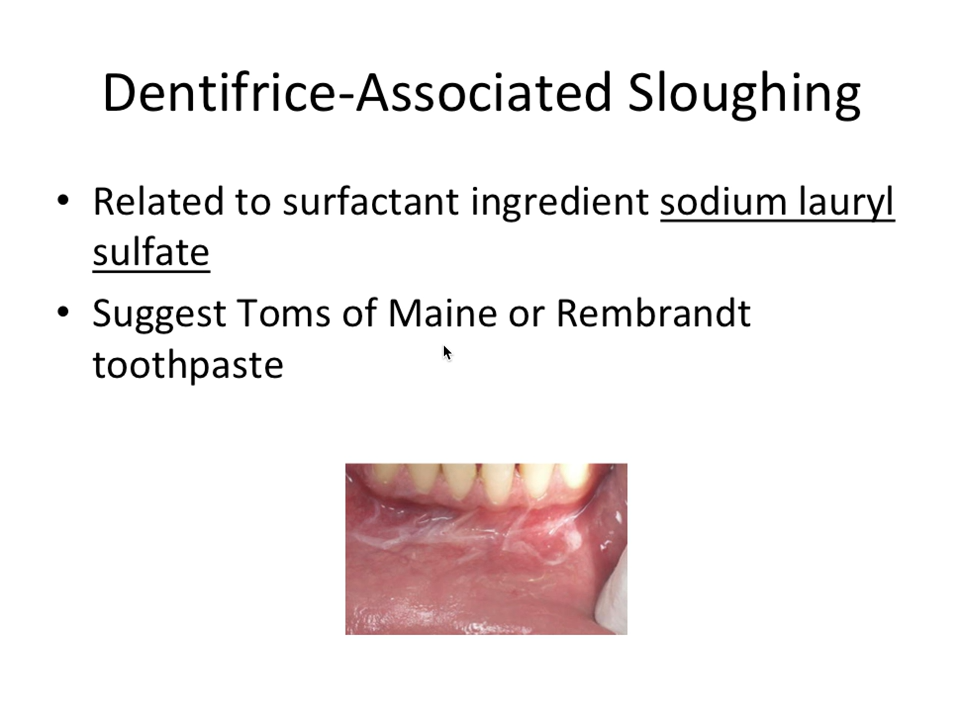 Dentifrice-Associated Sloughing
• Related to surfactant ingredient sodium lauryl
sulfate
• Suggest Toms of Maine or Rembrandt
toothpaste